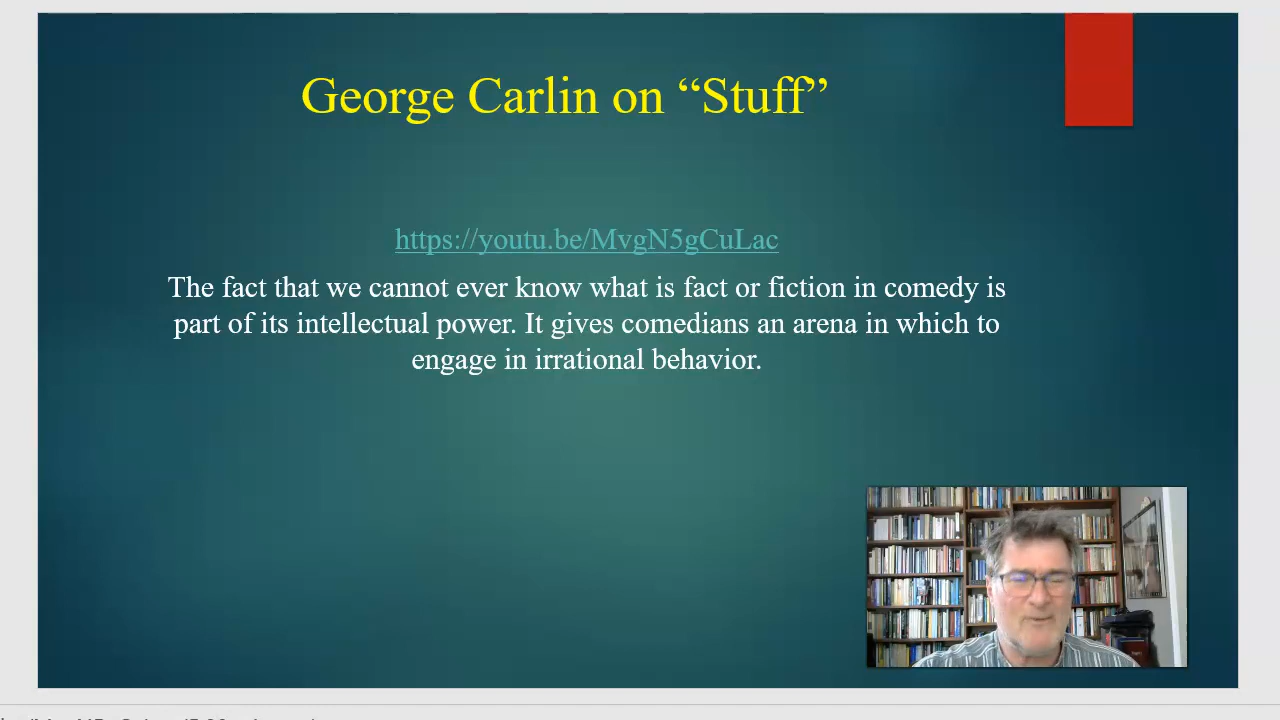 George Carlin on “Stuff”
https://youtu.be/MvgN5gCuLac
The fact that we cannot ever know what is fact or fiction in comedy is
part of its intellectual power. It gives comedians an arena in which to
engage in irrational behavior.